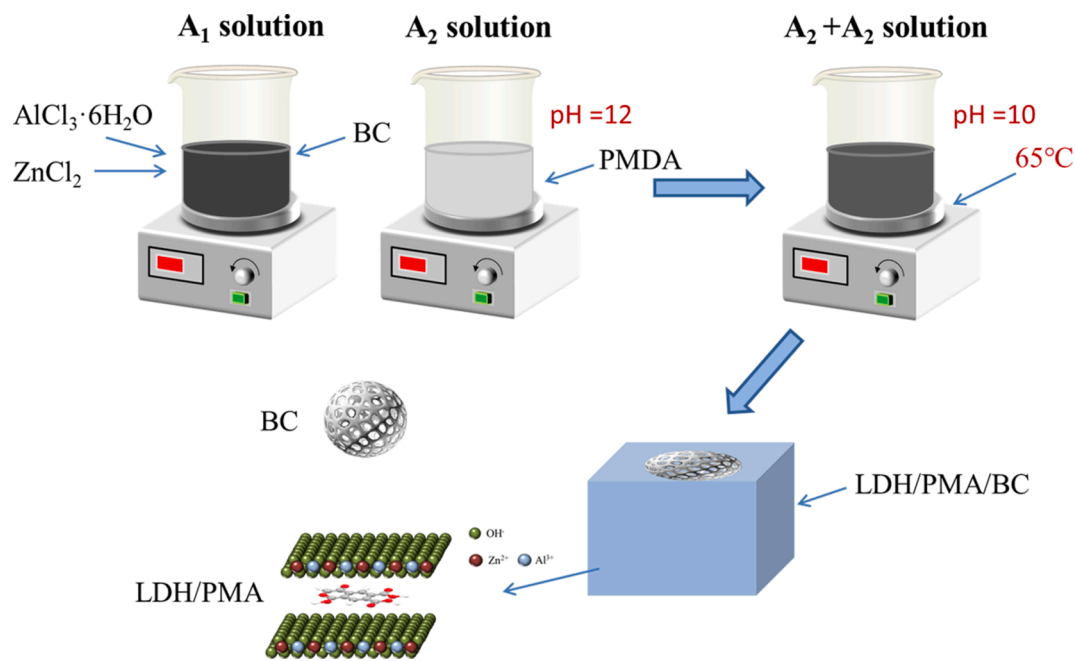 A₁ solution
A₂ solution
A₂ +A₂ solution
AlCl₃·6H₂O
ZnCl₂
BC
pH =12
PMDA
pH =10
65℃
BC
LDH/PMA/BC
OH⁻
Zn²⁺
Al³⁺
LDH/PMA